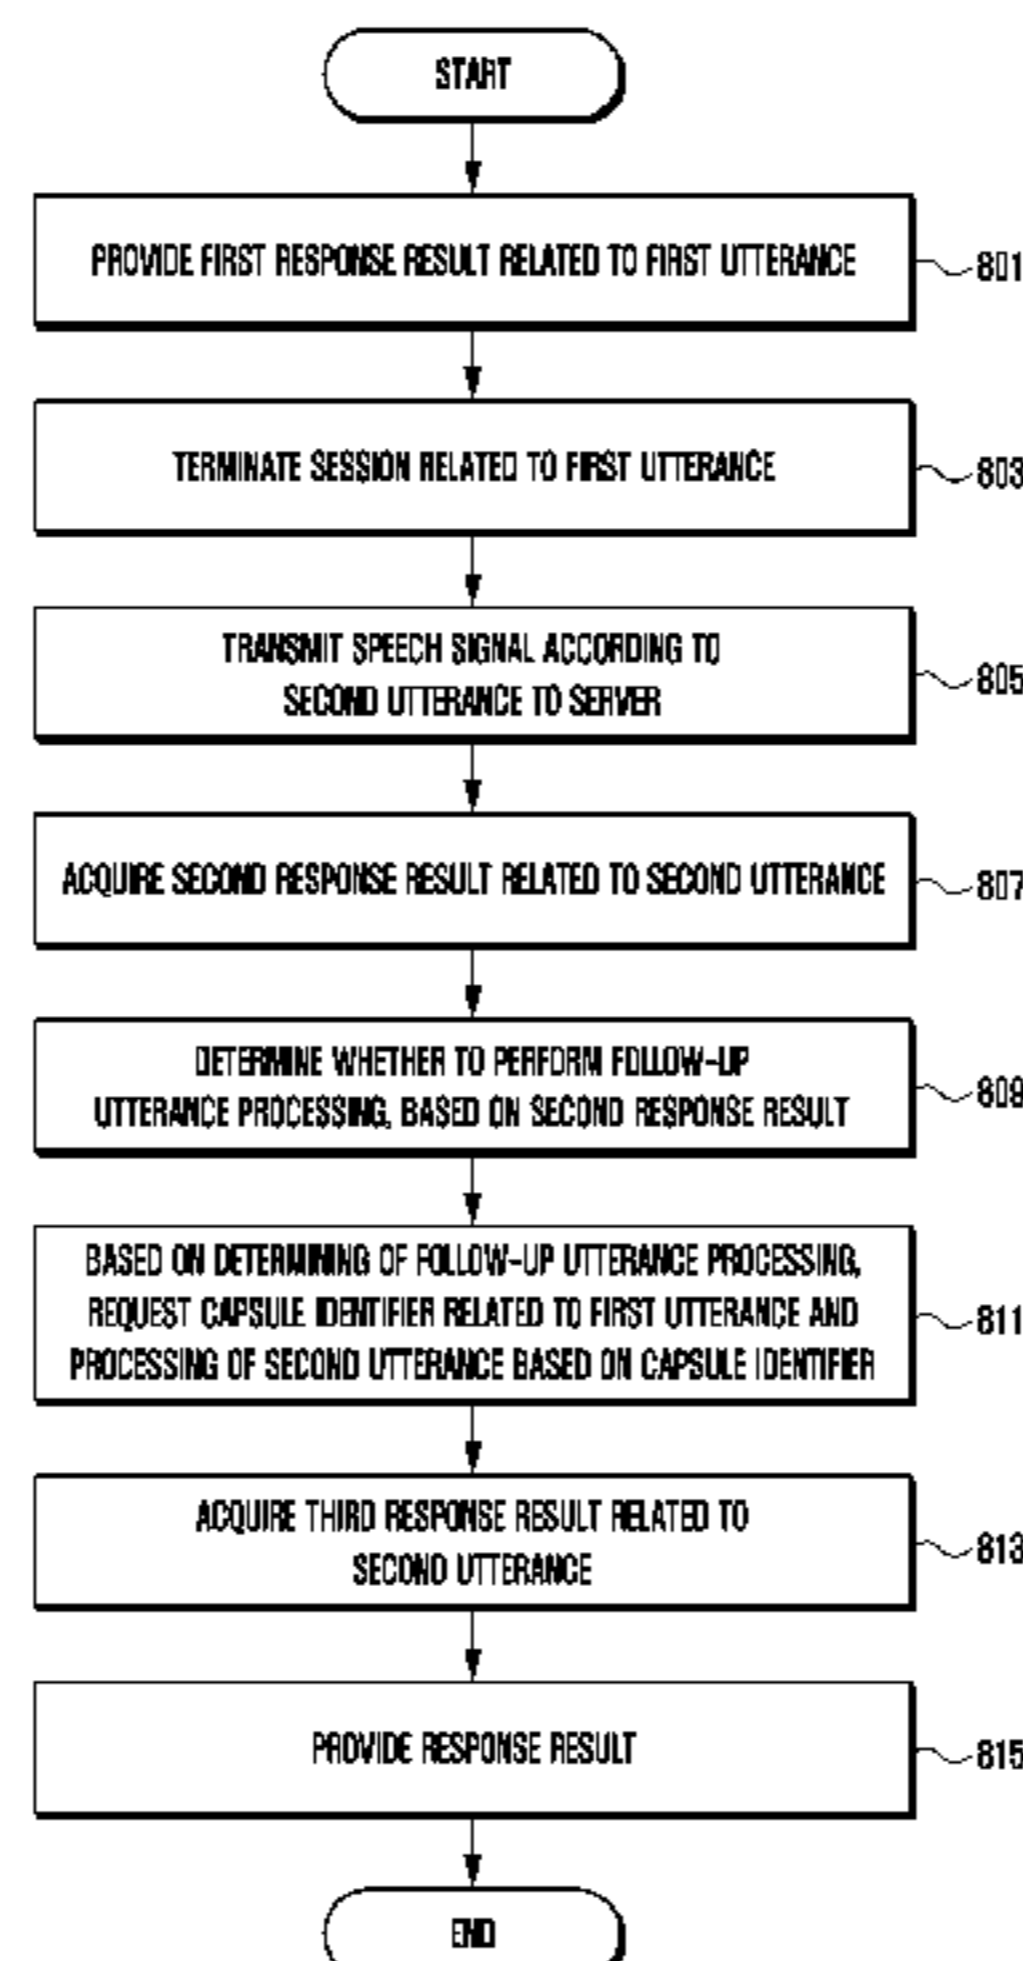 START
PROVIDE FIRST RESPONSE RESULT RELATED TO FIRST UTTERANCE
801
TERMINATE SESSION RELATED TO FIRST UTTERANCE
803
TRANSMIT SPEECH SIGNAL ACCORDING TO
SECOND UTTERANCE TO SERVER
805
ACQUIRE SECOND RESPONSE RESULT RELATED TO SECOND UTTERANCE
807
DETERMINE WHETHER TO PERFORM FOLLOW-UP
UTTERANCE PROCESSING, BASED ON SECOND RESPONSE RESULT
809
BASED ON DETERMINING OF FOLLOW-UP UTTERANCE PROCESSING,
REQUEST CAPSULE IDENTIFIER RELATED TO FIRST UTTERANCE AND
PROCESSING OF SECOND UTTERANCE BASED ON CAPSULE IDENTIFIER
811
ACQUIRE THIRD RESPONSE RESULT RELATED TO
SECOND UTTERANCE
813
PROVIDE RESPONSE RESULT
815
END